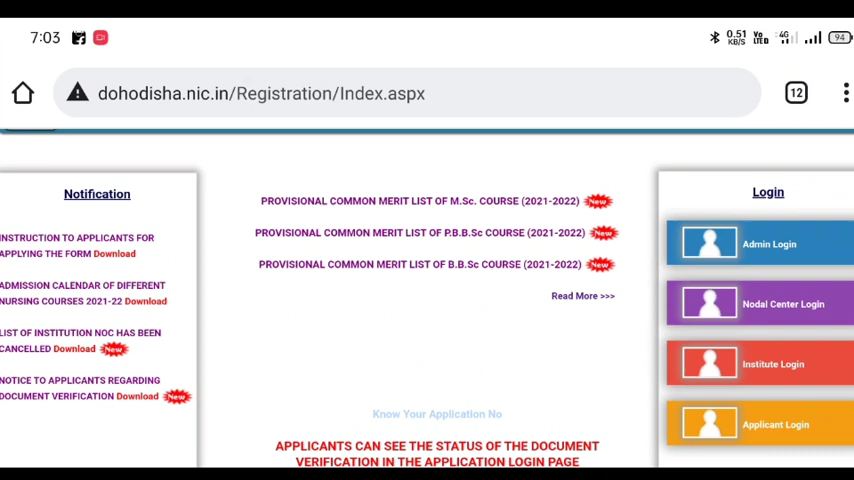 7:03
0.51 KB/S
Vo LTE
4G
94
dohodisha.nic.in/Registration/Index.aspx
12
Notification
INSTRUCTION TO APPLICANTS FOR
APPLYING THE FORM Download
ADMISSION CALENDAR OF DIFFERENT
NURSING COURSES 2021-22 Download
LIST OF INSTITUTION NOC HAS BEEN
CANCELLED Download New
NOTICE TO APPLICANTS REGARDING
DOCUMENT VERIFICATION Download New
PROVISIONAL COMMON MERIT LIST OF M.Sc. COURSE (2021-2022) New
PROVISIONAL COMMON MERIT LIST OF P.B.B.Sc COURSE (2021-2022) New
PROVISIONAL COMMON MERIT LIST OF B.B.Sc COURSE (2021-2022) New
Read More >>>
Know Your Application No
APPLICANTS CAN SEE THE STATUS OF THE DOCUMENT
VERIFICATION IN THE APPLICATION LOGIN PAGE
Login
Admin Login
Nodal Center Login
Institute Login
Applicant Login